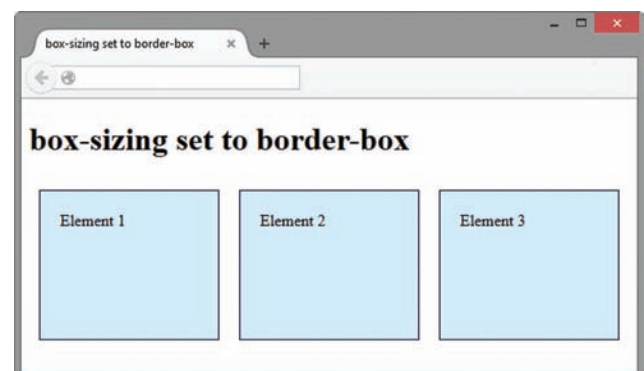 box-sizing set to border-box
box-sizing set to border-box
Element 1 Element 2 Element 3